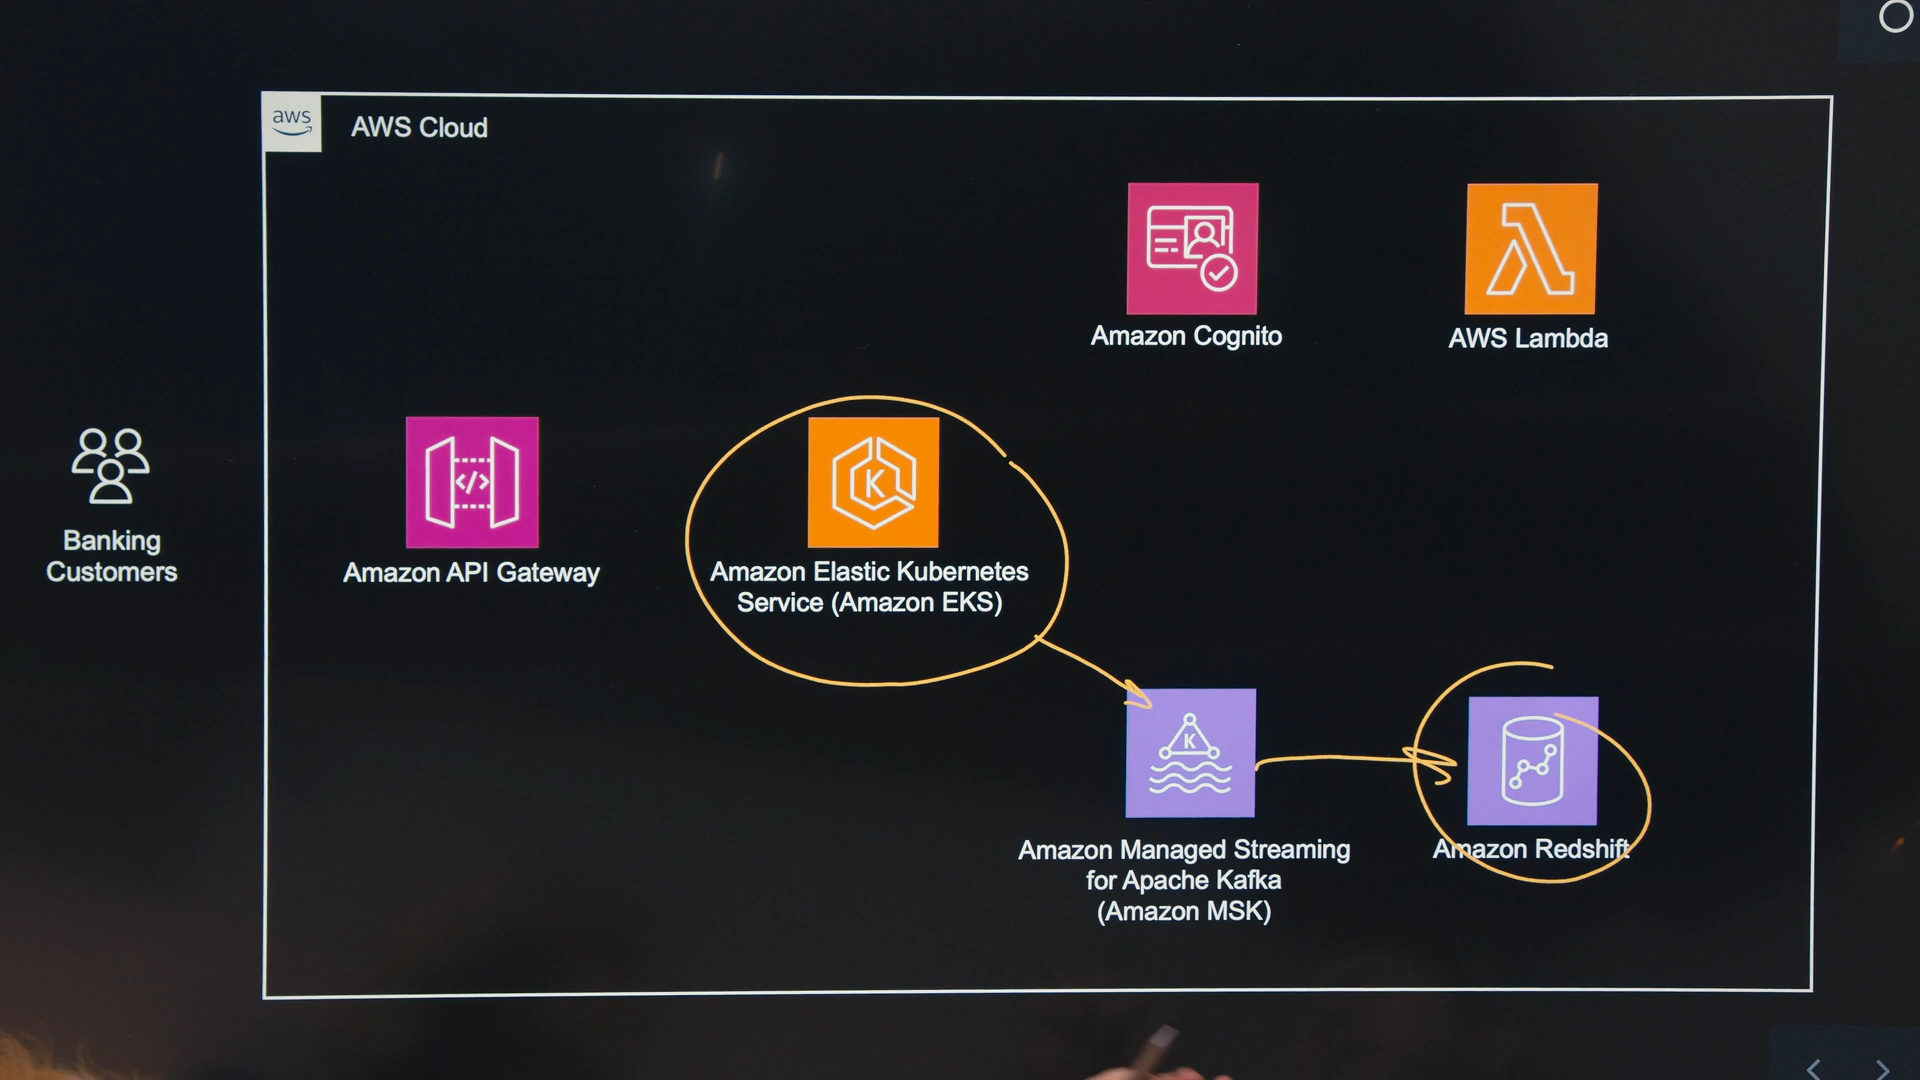 aws
AWS Cloud
Amazon Cognito
AWS Lambda
Banking
Customers
Amazon API Gateway
</>
K
Amazon Elastic Kubernetes
Service (Amazon EKS)
K
Amazon Managed Streaming
for Apache Kafka
(Amazon MSK)
Amazon Redshift